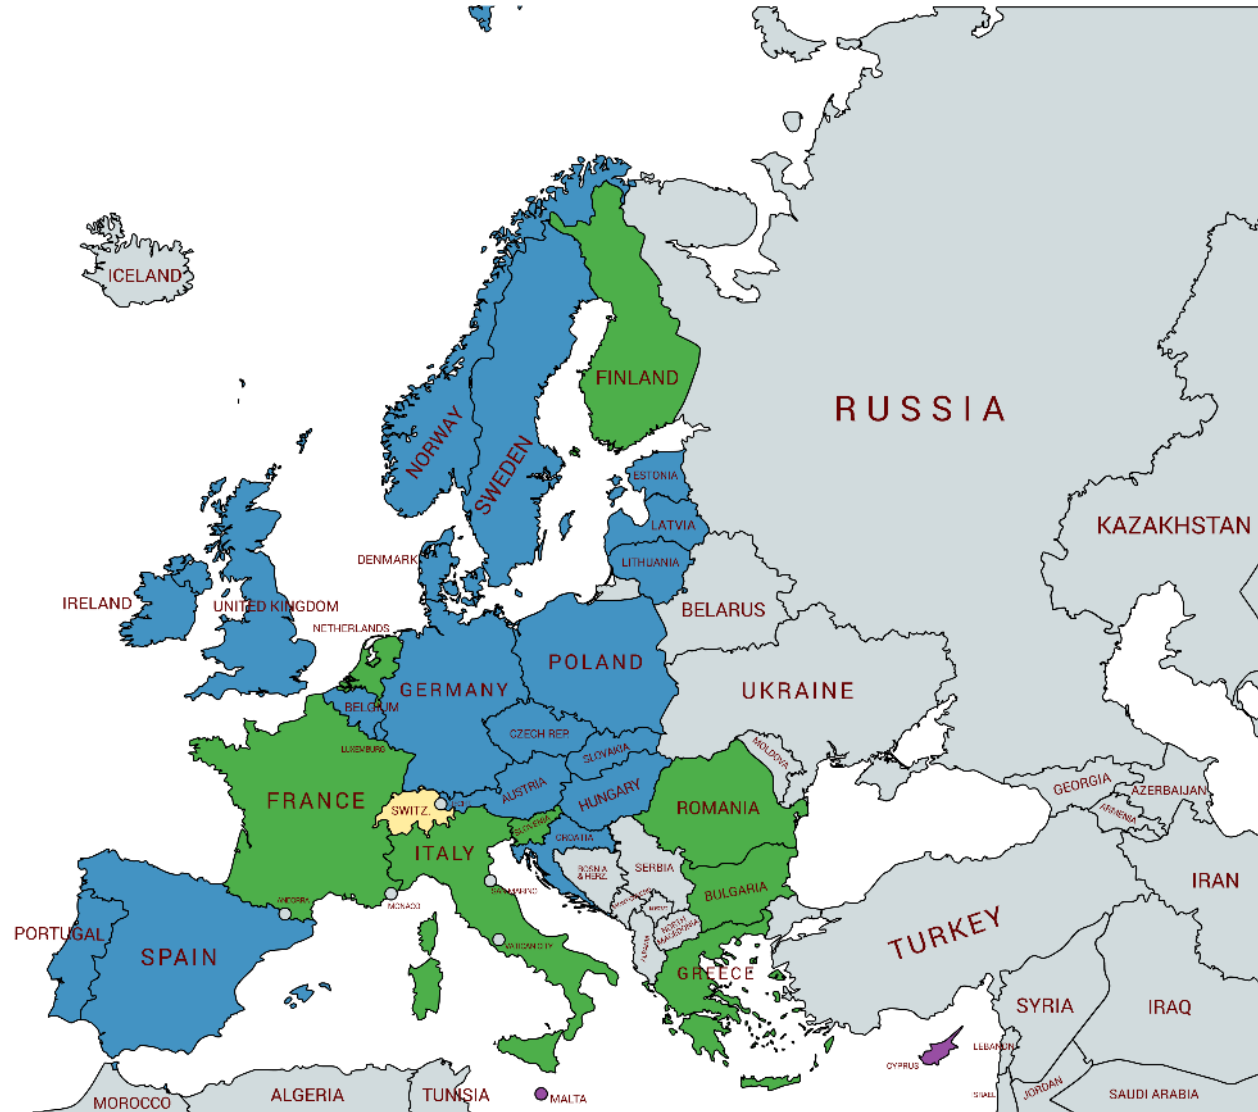 ICELAND
FINLAND
RUSSIA
NORWAY
SWEDEN
ESTONIA
LATVIA
KAZAKHSTAN
DENMARK
LITHUANIA
IRELAND
UNITED KINGDOM
BELARUS
NETHERLANDS
POLAND
GERMANY
UKRAINE
BELGIUM
CZECH REP.
LUXEMBURG
SLOVAKIA
MOLDOVA
AUSTRIA
HUNGARY
GEORGIA
AZERBAIJAN
FRANCE
SWITZ.
ROMANIA
ARMENIA
SLOVENIA
CROATIA
ITALY
BOSNIA
& HERZ.
SERBIA
IRAN
SAN MARINO
BULGARIA
ANDORRA
MONACO
NORTH
MACEDONIA
PORTUGAL
SPAIN
VATICAN CITY
TURKEY
GREECE
SYRIA
IRAQ
LEBANON
CYPRUS
ISRAEL
JORDAN
SAUDI ARABIA
MOROCCO
ALGERIA
TUNISIA
MALTA